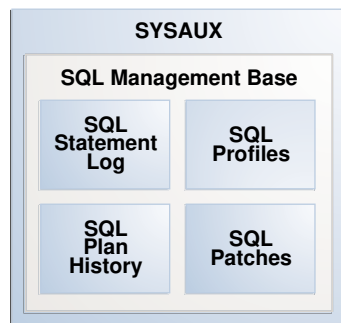 SYSAUX
SQL Management Base
SQL
Statement
Log
SQL
Profiles
SQL
Plan
History
SQL
Patches